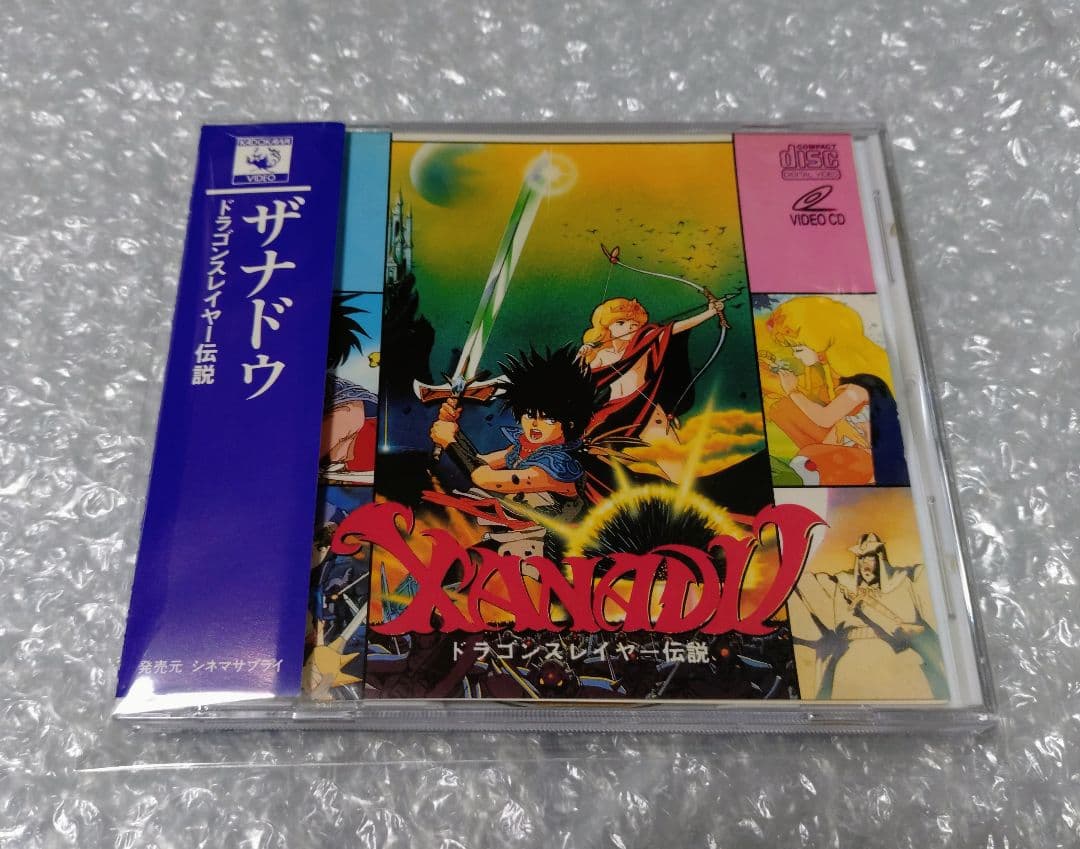 KADOKAWA
VIDEO
ザナドゥ
ドラゴンスレイヤー伝説
発売元 シネマサプライ
COMPACT
disc
DIGITAL VIDEO
VIDEO CD
XANADU
ドラゴンスレイヤー伝説